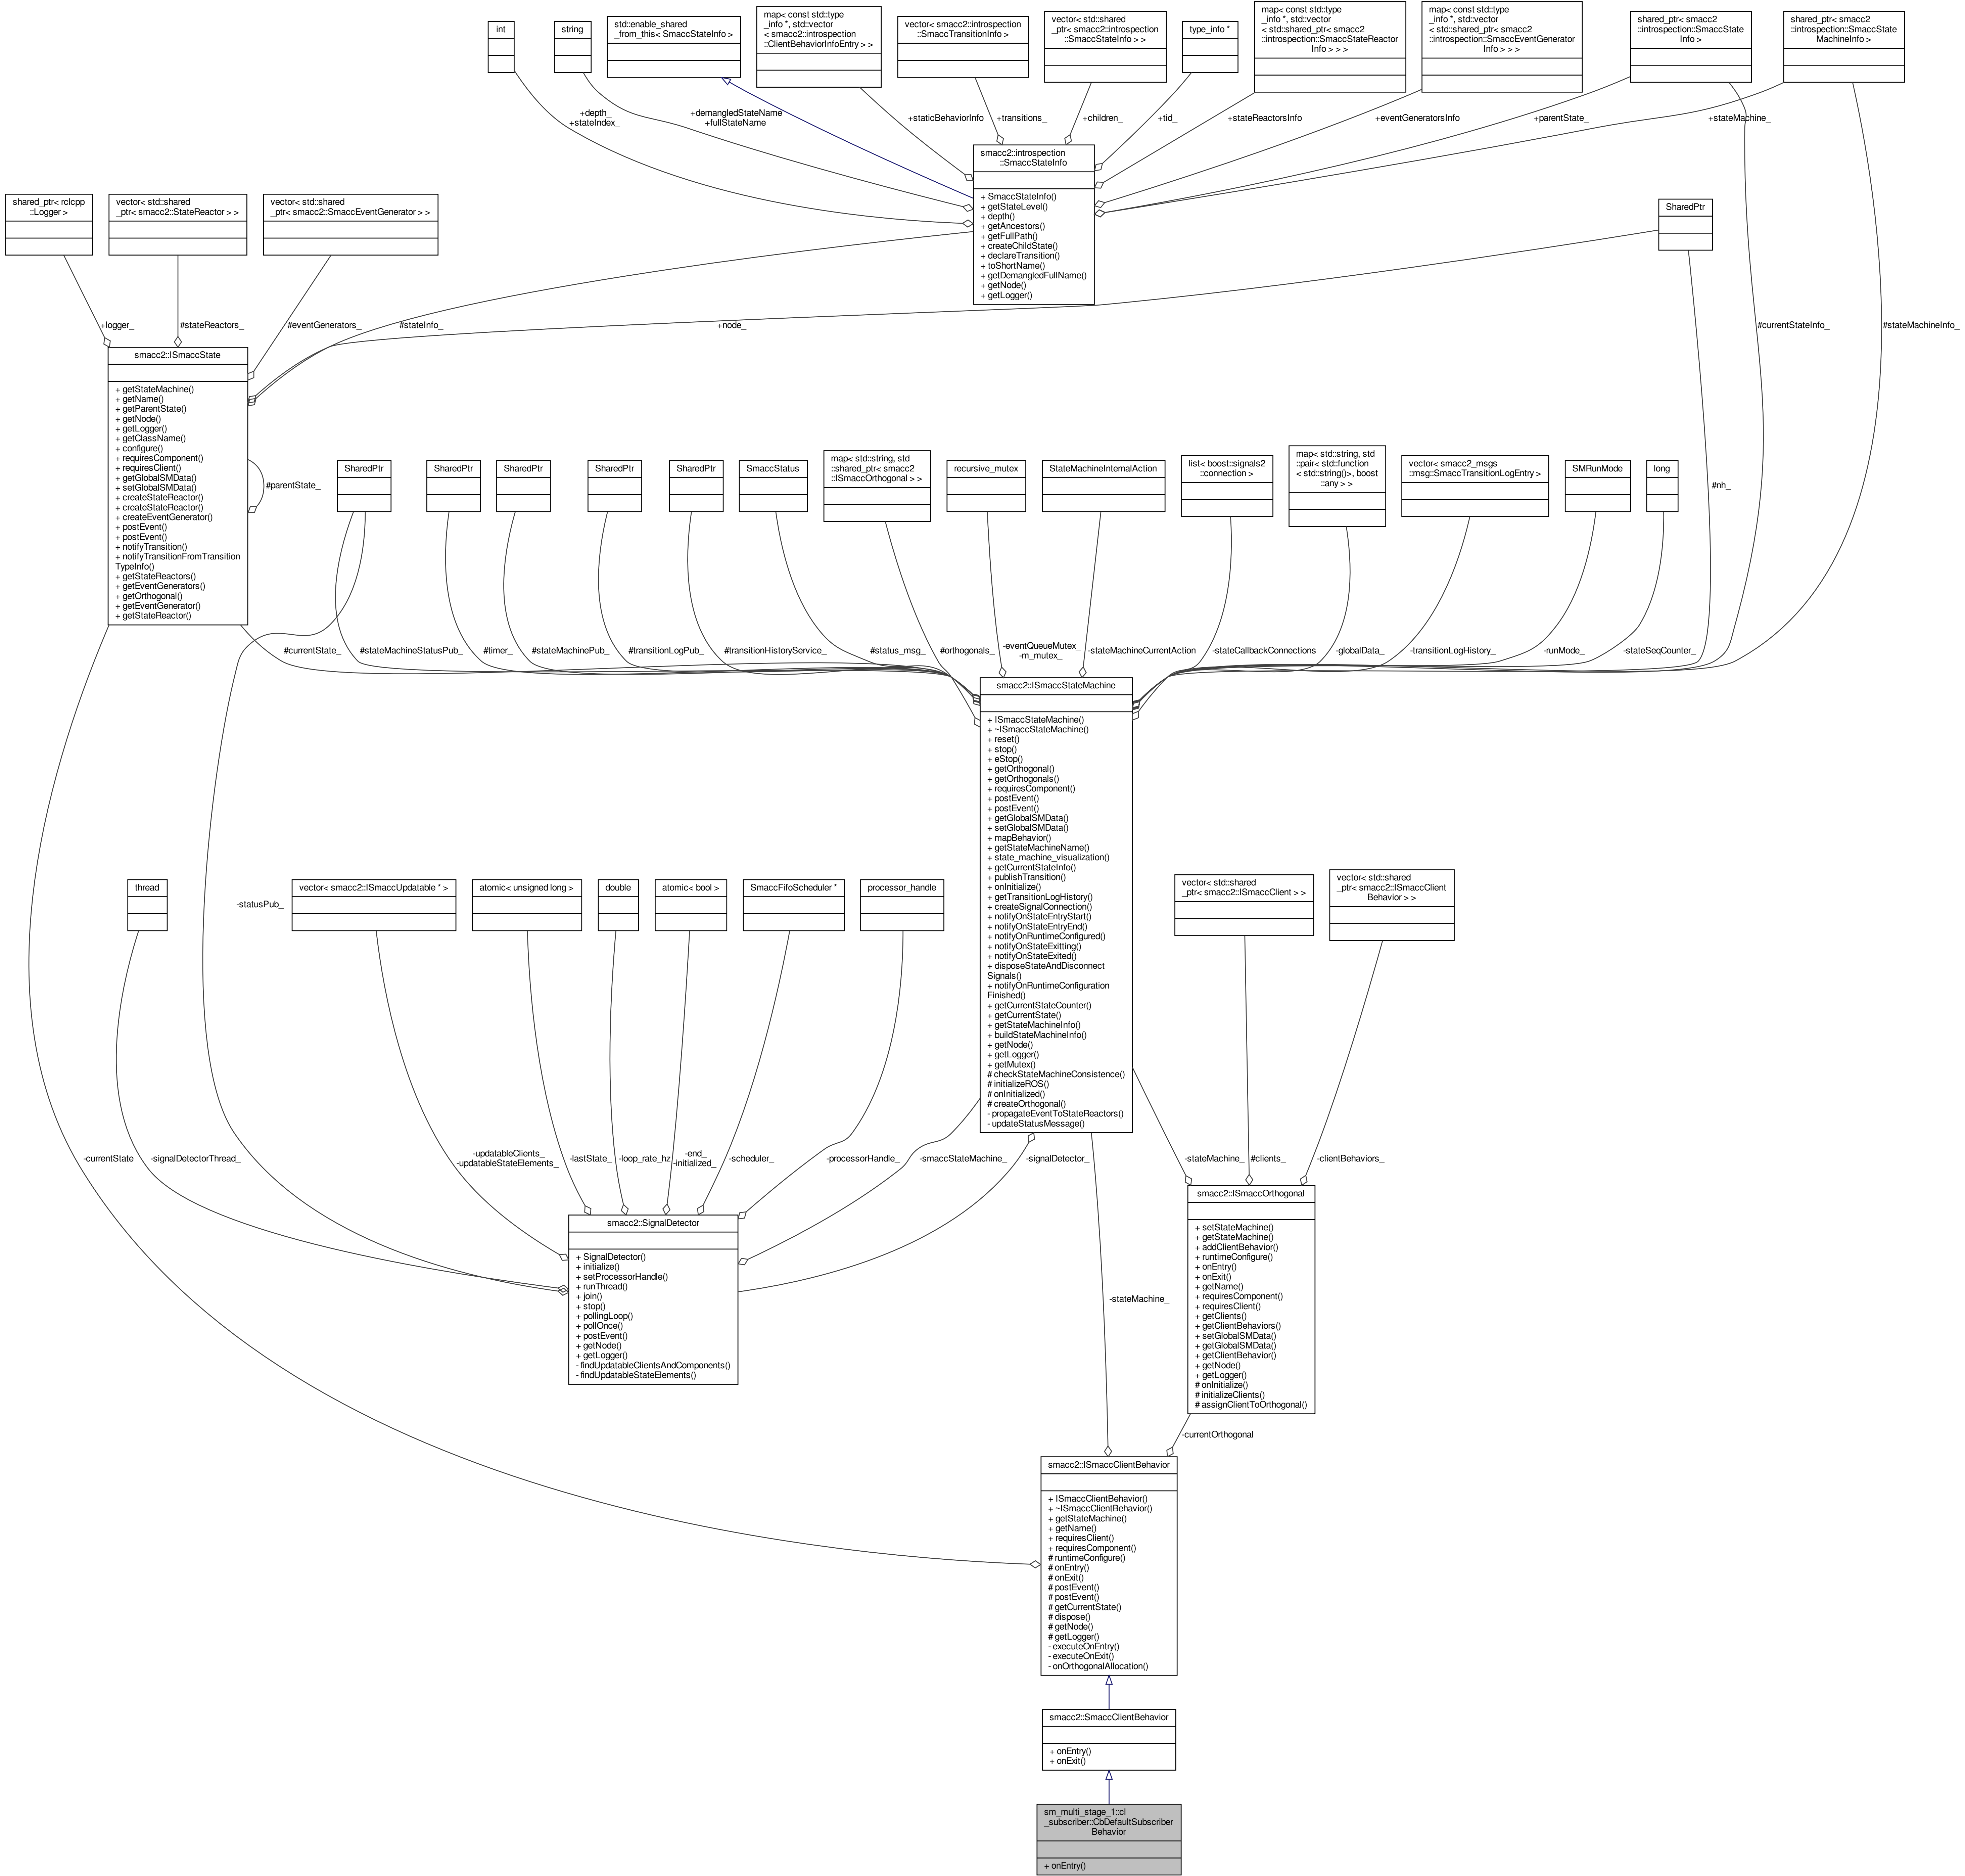 int
string
std::enable_shared
_from_this< SmaccStateInfo >
map< const std::type
_info *, std::vector
< smacc2::introspection
::ClientBehaviorInfoEntry > >
vector< smacc2::introspection
::SmaccTransitionInfo >
vector< std::shared
_ptr< smacc2::introspection
::SmaccStateInfo > >
type_info *
map< const std::type
_info *, std::vector
< std::shared_ptr< smacc2
::introspection::SmaccStateReactor
Info > > >
map< const std::type
_info *, std::vector
< std::shared_ptr< smacc2
::introspection::SmaccEventGenerator
Info > > >
shared_ptr< smacc2
::introspection::SmaccState
Info >
shared_ptr< smacc2
::introspection::SmaccState
MachineInfo >
+depth_
+stateIndex_
+demangledStateName
+fullStateName
+staticBehaviorInfo
+transitions_
+children_
+tid_
+stateReactorsInfo
+eventGeneratorsInfo
+parentState_
+stateMachine_
smacc2::introspection
::SmaccStateInfo
+ SmaccStateInfo()
+ getStateLevel()
+ depth()
+ getAncestors()
+ getFullPath()
+ createChildState()
+ declareTransition()
+ toShortName()
+ getDemangledFullName()
+ getNode()
+ getLogger()
shared_ptr< rclcpp
::Logger >
vector< std::shared
_ptr< smacc2::StateReactor > >
vector< std::shared
_ptr< smacc2::SmaccEventGenerator > >
SharedPtr
+logger_
#stateReactors_
#eventGenerators_
#stateInfo_
+node_
#currentStateInfo_
#stateMachineInfo_
smacc2::ISmaccState
+ getStateMachine()
+ getName()
+ getParentState()
+ getNode()
+ getLogger()
+ getClassName()
+ configure()
+ requiresComponent()
+ requiresClient()
+ getGlobalSMData()
+ setGlobalSMData()
+ createStateReactor()
+ createStateReactor()
+ createEventGenerator()
+ postEvent()
+ postEvent()
+ notifyTransition()
+ notifyTransitionFromTransition
TypeInfo()
+ getStateReactors()
+ getEventGenerators()
+ getOrthogonal()
+ getEventGenerator()
+ getStateReactor()
#parentState_
SharedPtr
SharedPtr
SharedPtr
SharedPtr
SharedPtr
SmaccStatus
map< std::string, std
::shared_ptr< smacc2
::ISmaccOrthogonal > >
recursive_mutex
StateMachineInternalAction
list< boost::signals2
::connection >
map< std::string, std
::pair< std::function
< std::string()>, boost
::any > >
vector< smacc2_msgs
::msg::SmaccTransitionLogEntry >
SMRunMode
long
#nh_
#currentState_
#stateMachineStatusPub_
#timer_
#stateMachinePub_
#transitionLogPub_
#transitionHistoryService_
#status_msg_
#orthogonals_
-eventQueueMutex_
-m_mutex_
-stateMachineCurrentAction
-stateCallbackConnections
-globalData_
-transitionLogHistory_
-runMode_
-stateSeqCounter_
smacc2::ISmaccStateMachine
+ ISmaccStateMachine()
+ ~ISmaccStateMachine()
+ reset()
+ stop()
+ eStop()
+ getOrthogonal()
+ getOrthogonals()
+ requiresComponent()
+ postEvent()
+ postEvent()
+ getGlobalSMData()
+ setGlobalSMData()
+ mapBehavior()
+ getStateMachineName()
+ state_machine_visualization()
+ getCurrentStateInfo()
+ publishTransition()
+ onInitialize()
+ getTransitionLogHistory()
+ createSignalConnection()
+ notifyOnStateEntryStart()
+ notifyOnStateEntryEnd()
+ notifyOnRuntimeConfigured()
+ notifyOnStateExitting()
+ notifyOnStateExited()
+ disposeStateAndDisconnect
Signals()
+ notifyOnRuntimeConfiguration
Finished()
+ getCurrentStateCounter()
+ getCurrentState()
+ getStateMachineInfo()
+ buildStateMachineInfo()
+ getNode()
+ getLogger()
+ getMutex()
# checkStateMachineConsistence()
# initializeROS()
# onInitialized()
# createOrthogonal()
- propagateEventToStateReactors()
- updateStatusMessage()
thread
-statusPub_
vector< smacc2::ISmaccUpdatable * >
atomic< unsigned long >
double
atomic< bool >
SmaccFifoScheduler *
processor_handle
vector< std::shared
_ptr< smacc2::ISmaccClient > >
vector< std::shared
_ptr< smacc2::ISmaccClient
Behavior > >
-currentState
-signalDetectorThread_
-updatableClients_
-updatableStateElements_
-lastState_
-loop_rate_hz
-end_
-initialized_
-scheduler_
-processorHandle_
-smaccStateMachine_
-signalDetector_
-stateMachine_
#clients_
-clientBehaviors_
smacc2::SignalDetector
+ SignalDetector()
+ initialize()
+ setProcessorHandle()
+ runThread()
+ join()
+ stop()
+ pollingLoop()
+ pollOnce()
+ postEvent()
+ getNode()
+ getLogger()
- findUpdatableClientsAndComponents()
- findUpdatableStateElements()
smacc2::ISmaccOrthogonal
+ setStateMachine()
+ getStateMachine()
+ addClientBehavior()
+ runtimeConfigure()
+ onEntry()
+ onExit()
+ getName()
+ requiresComponent()
+ requiresClient()
+ getClients()
+ getClientBehaviors()
+ setGlobalSMData()
+ getGlobalSMData()
+ getClientBehavior()
+ getNode()
+ getLogger()
# onInitialize()
# initializeClients()
# assignClientToOrthogonal()
-stateMachine_
-currentOrthogonal
smacc2::ISmaccClientBehavior
+ ISmaccClientBehavior()
+ ~ISmaccClientBehavior()
+ getStateMachine()
+ getName()
+ requiresClient()
+ requiresComponent()
# runtimeConfigure()
# onEntry()
# onExit()
# postEvent()
# postEvent()
# getCurrentState()
# dispose()
# getNode()
# getLogger()
- executeOnEntry()
- executeOnExit()
- onOrthogonalAllocation()
smacc2::SmaccClientBehavior
+ onEntry()
+ onExit()
sm_multi_stage_1::cl
_subscriber::CbDefaultSubscriber
Behavior
+ onEntry()